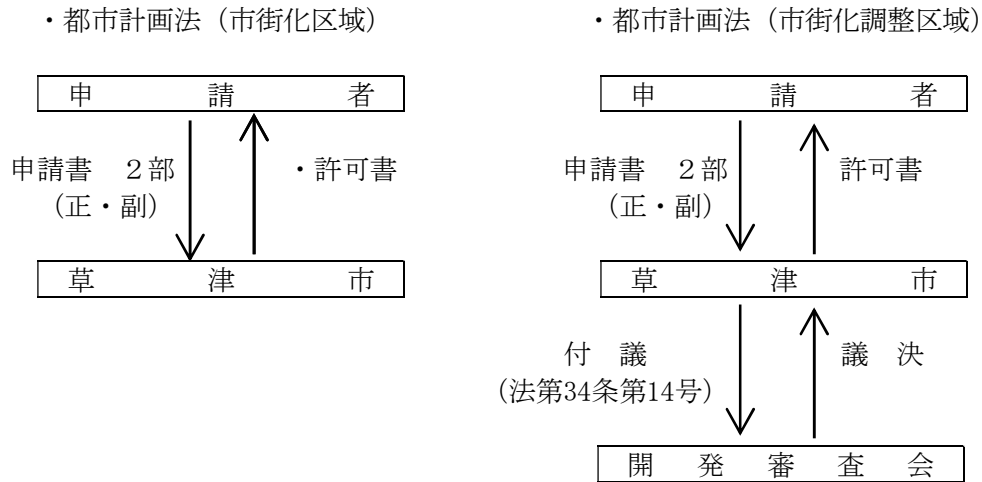 ・都市計画法（市街化区域）
申　請　者
申請書　２部
（正・副）
・許可書
草　津　市
・都市計画法（市街化調整区域）
申　請　者
申請書　２部
（正・副）
許可書
草　津　市
付　議
（法第34条第14号）
議　決
開　発　審　査　会